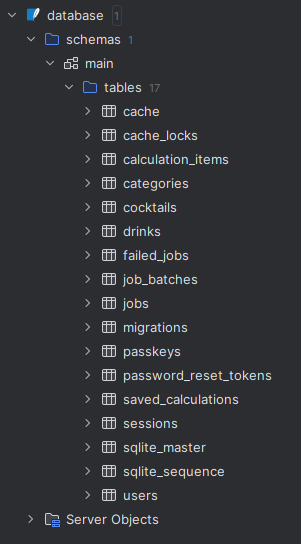 database 1
schemas 1
main
tables 17
cache
cache_locks
calculation_items
categories
cocktails
drinks
failed_jobs
job_batches
jobs
migrations
passkeys
password_reset_tokens
saved_calculations
sessions
sqlite_master
sqlite_sequence
users
Server Objects